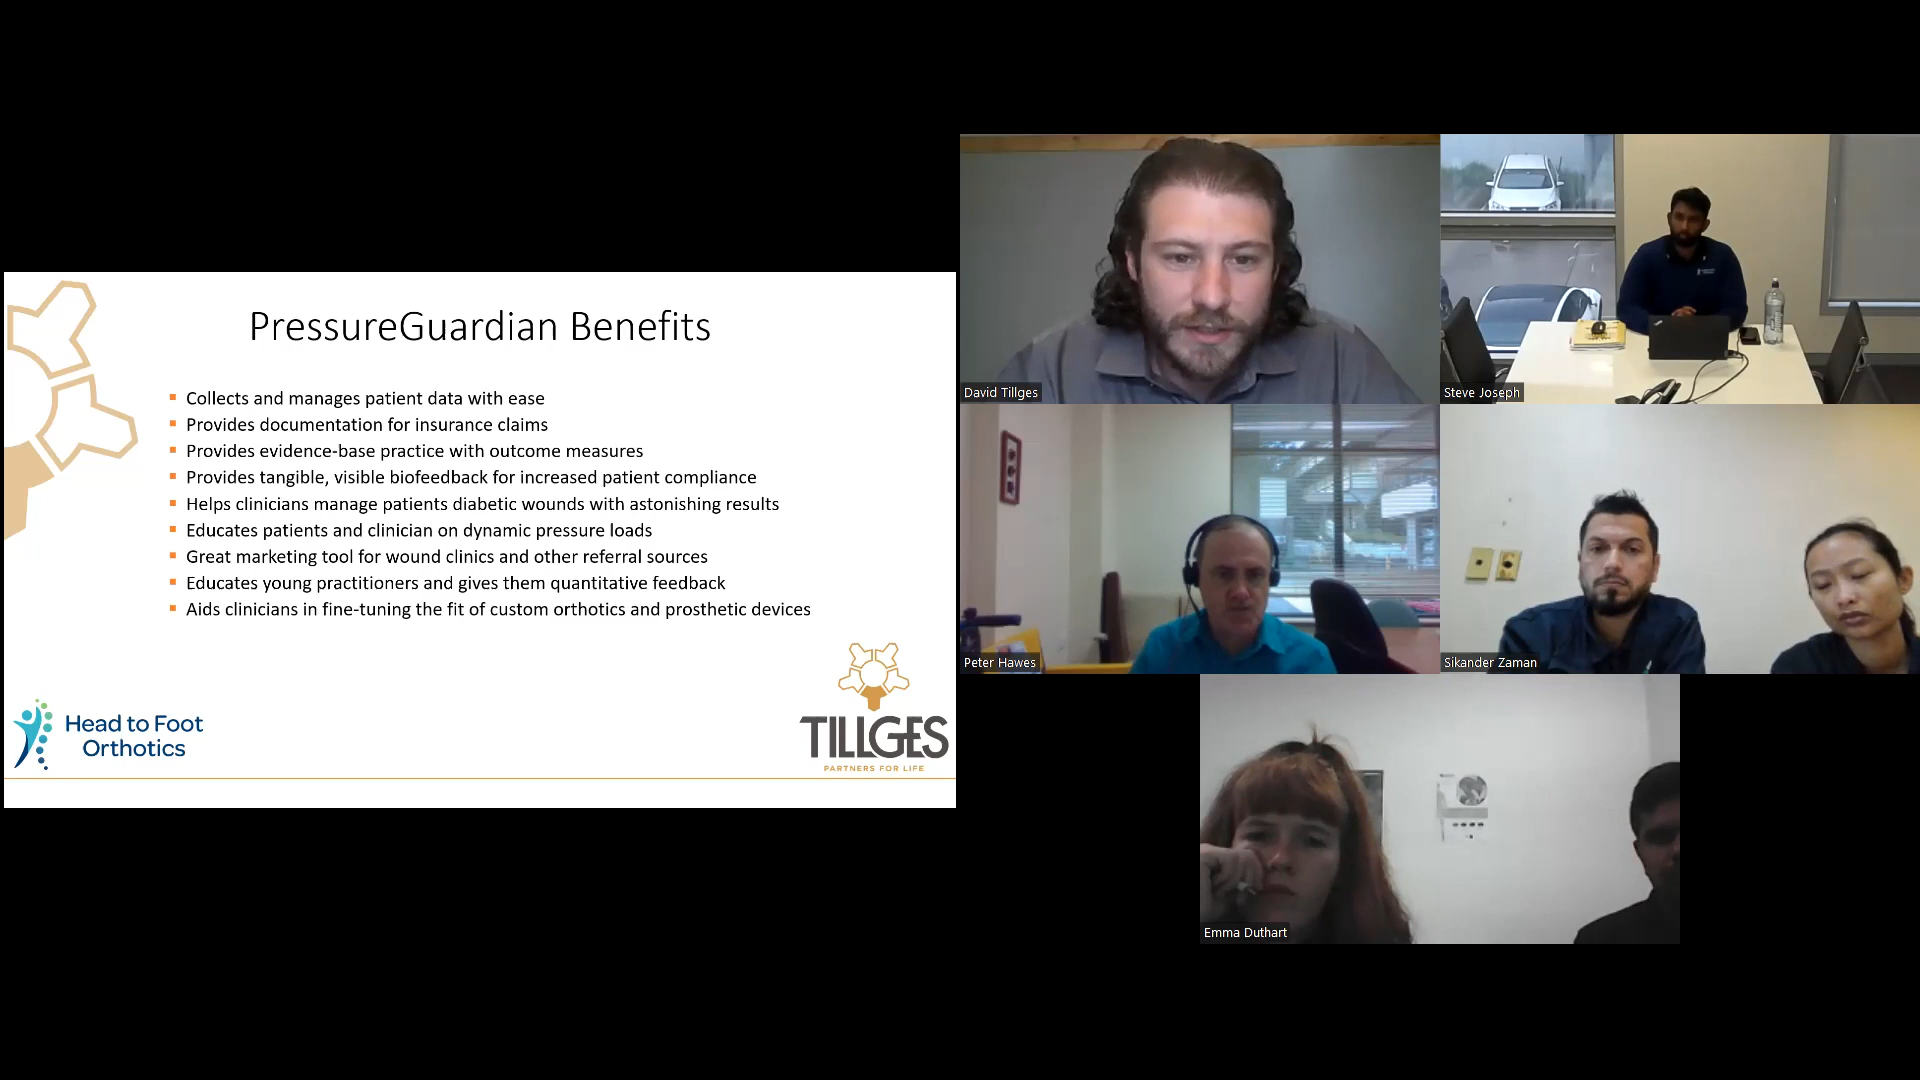 PressureGuardian Benefits
Collects and manages patient data with ease
Provides documentation for insurance claims
Provides evidence-base practice with outcome measures
Provides tangible, visible biofeedback for increased patient compliance
Helps clinicians manage patients diabetic wounds with astonishing results
Educates patients and clinician on dynamic pressure loads
Great marketing tool for wound clinics and other referral sources
Educates young practitioners and gives them quantitative feedback
Aids clinicians in fine-tuning the fit of custom orthotics and prosthetic devices
Head to Foot
Orthotics
TILLGES
PARTNERS FOR LIFE
David Tillges
Steve Joseph
Peter Hawes
Sikander Zaman
Emma Duthart